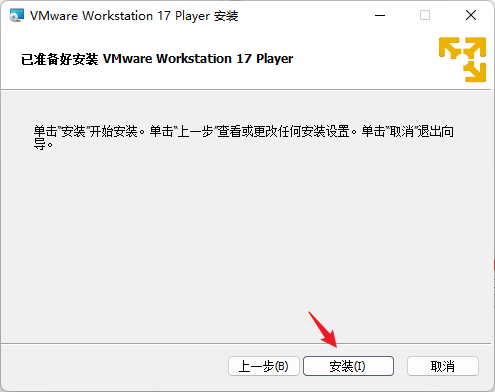 VMware Workstation 17 Player 安装
已准备好安装 VMware Workstation 17 Player
单击“安装”开始安装。单击“上一步”查看或更改任何安装设置。单击“取消”退出向
导。
上一步(B) 安装(I) 取消